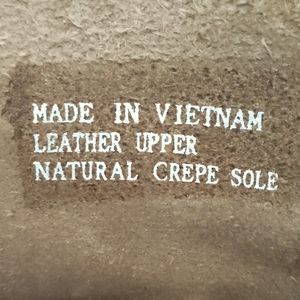 MADE IN VIETNAM
LEATHER UPPER
NATURAL CREPE SOLE